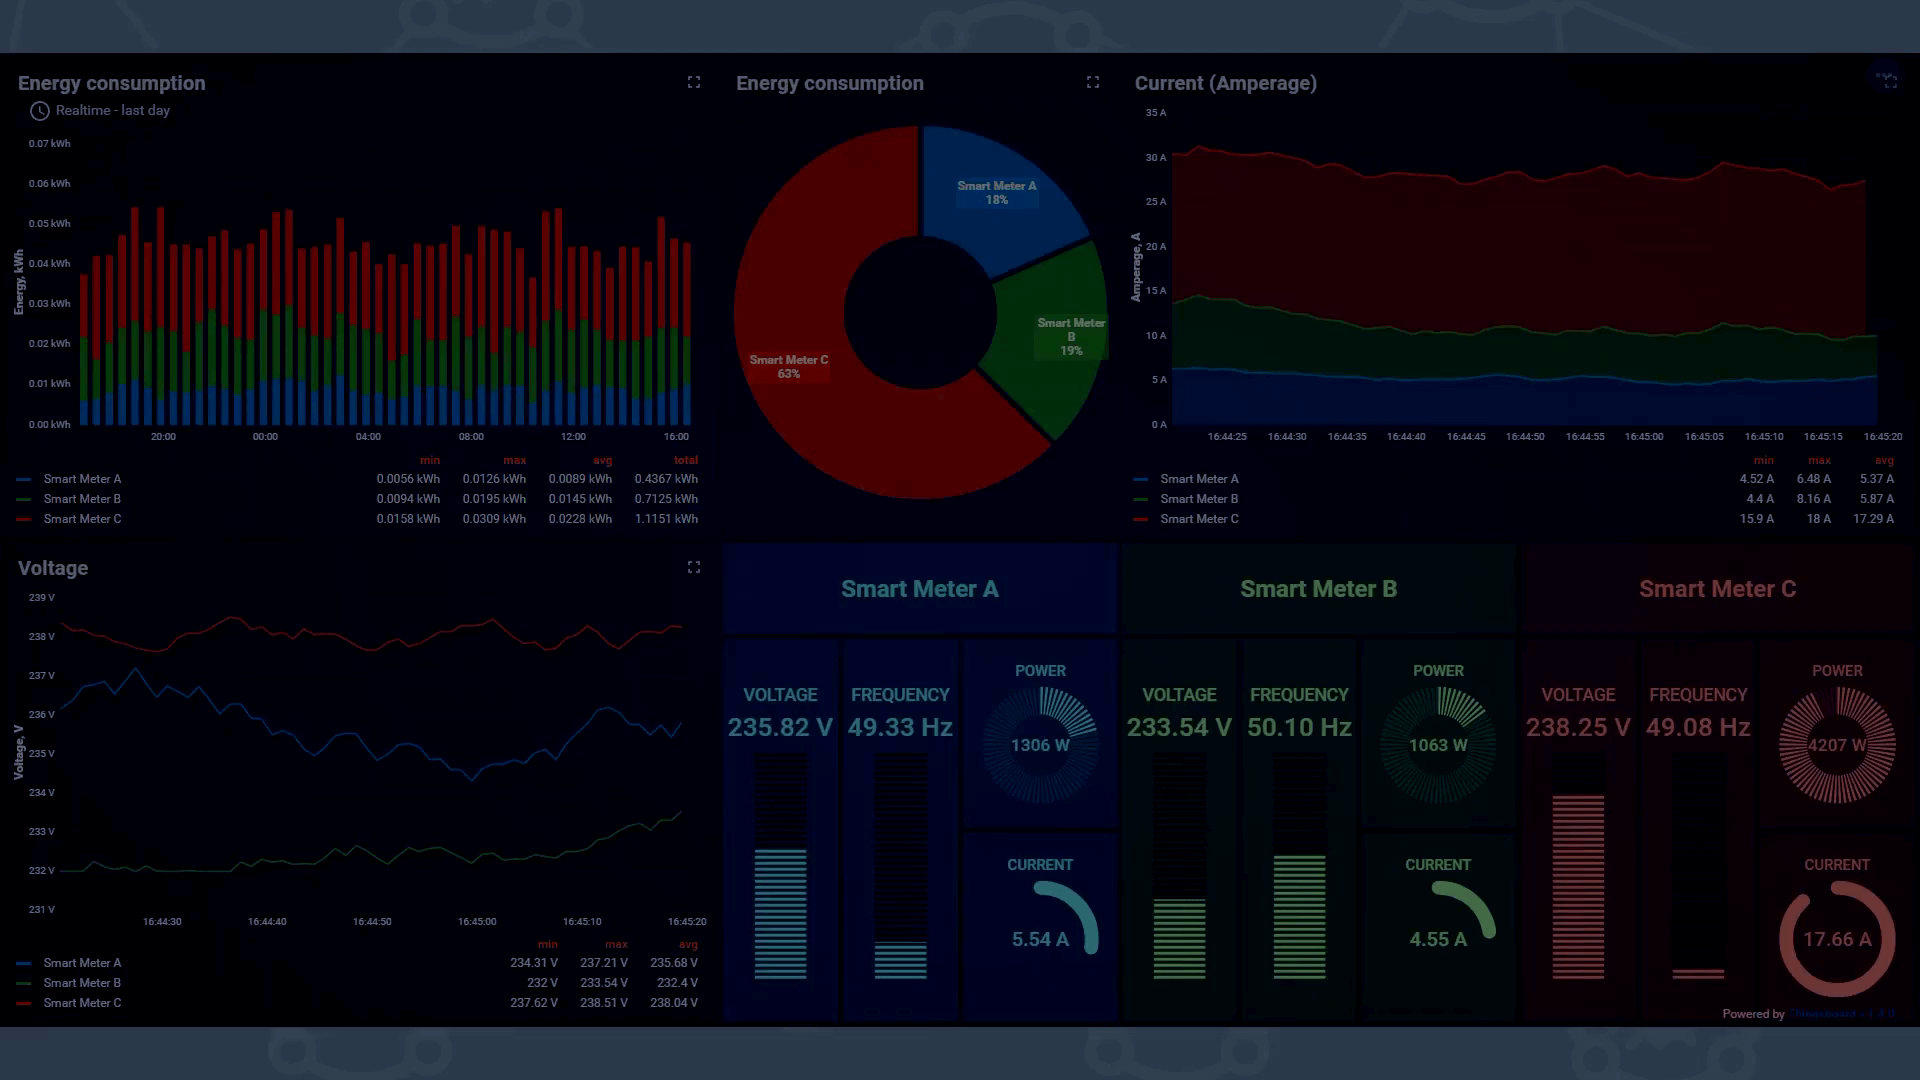 Energy consumption
Realtime - last day
0.07 kWh
0.06 kWh
0.05 kWh
0.04 kWh
0.03 kWh
0.02 kWh
0.01 kWh
0.00 kWh
Energy, kWh
20:00 00:00 04:00 08:00 12:00 16:00
min max avg total
Smart Meter A 0.0056 kWh 0.0126 kWh 0.0089 kWh 0.4367 kWh
Smart Meter B 0.0094 kWh 0.0195 kWh 0.0145 kWh 0.7125 kWh
Smart Meter C 0.0158 kWh 0.0309 kWh 0.0228 kWh 1.1151 kWh
Energy consumption
Smart Meter A
18%
Smart Meter
B
19%
Smart Meter C
63%
Current (Amperage)
35 A
30 A
25 A
20 A
15 A
10 A
5 A
0 A
Amperage, A
16:44:25 16:44:30 16:44:35 16:44:40 16:44:45 16:44:50 16:44:55 16:45:00 16:45:05 16:45:10 16:45:15 16:45:20
min max avg
Smart Meter A 4.52 A 6.48 A 5.37 A
Smart Meter B 4.4 A 8.16 A 5.87 A
Smart Meter C 15.9 A 18 A 17.29 A
Voltage
239 V
238 V
237 V
236 V
235 V
234 V
233 V
232 V
231 V
Voltage, V
16:44:30 16:44:40 16:44:50 16:45:00 16:45:10 16:45:20
min max avg
Smart Meter A 234.31 V 237.21 V 235.68 V
Smart Meter B 232 V 233.54 V 232.4 V
Smart Meter C 237.62 V 238.51 V 238.04 V
Smart Meter A
VOLTAGE
235.82 V
FREQUENCY
49.33 Hz
POWER
1306 W
CURRENT
5.54 A
Smart Meter B
VOLTAGE
233.54 V
FREQUENCY
50.10 Hz
POWER
1063 W
CURRENT
4.55 A
Smart Meter C
VOLTAGE
238.25 V
FREQUENCY
49.08 Hz
POWER
4207 W
CURRENT
17.66 A
Powered by